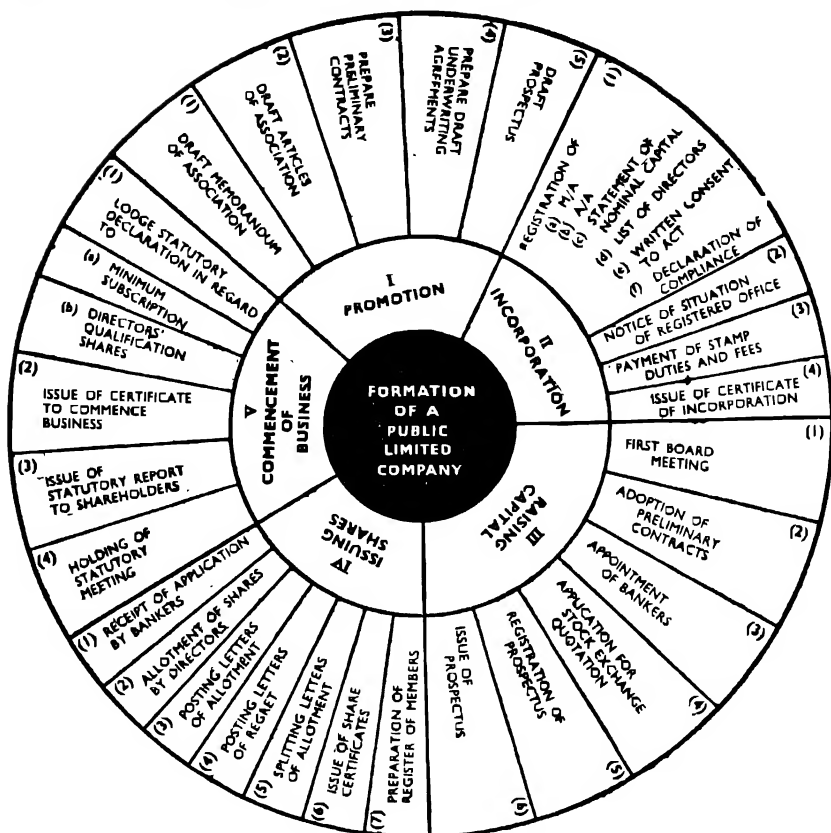 FORMATION
OF A
PUBLIC
LIMITED
COMPANY
I
PROMOTION
(1)
DRAFT MEMORANDUM
OF ASSOCIATION
(2)
DRAFT ARTICLES
OF ASSOCIATION
(3)
PREPARE
PRELIMINARY
CONTRACTS
(4)
PREPARE DRAFT
UNDERWRITING
AGREEMENTS
(5)
DRAFT
PROSPECTUS
II
INCORPORATION
(1)
REGISTRATION OF
(a) M/A
(b) A/A
(c) STATEMENT OF
NOMINAL CAPITAL
(d) LIST OF DIRECTORS
(e) WRITTEN CONSENT
TO ACT
(f) DECLARATION OF
COMPLIANCE
(2)
NOTICE OF SITUATION
OF REGISTERED OFFICE
(3)
PAYMENT OF STAMP
DUTIES AND FEES
(4)
ISSUE OF CERTIFICATE
OF INCORPORATION
III
RAISING
CAPITAL
(1)
FIRST BOARD
MEETING
(2)
ADOPTION OF
PRELIMINARY
CONTRACTS
(3)
APPOINTMENT
OF BANKERS
(4)
APPLICATION FOR
STOCK EXCHANGE
QUOTATION
(5)
REGISTRATION OF
PROSPECTUS
(6)
ISSUE OF
PROSPECTUS
IV
ISSUING
SHARES
(1) RECEIPT OF APPLICATION
BY BANKERS
(2) ALLOTMENT OF SHARES
BY DIRECTORS
(3) POSTING LETTERS
OF ALLOTMENT
(4) POSTING LETTERS
OF REGRET
(5) SPLITTING LETTERS
OF ALLOTMENT
(6) ISSUE OF SHARE
CERTIFICATES
(7) PREPARATION OF
REGISTER OF MEMBERS
V
COMMENCEMENT
OF
BUSINESS
(1)
LODGE STATUTORY
DECLARATION IN REGARD
TO
(a) MINIMUM
SUBSCRIPTION
(b) DIRECTORS'
QUALIFICATION
SHARES
(2)
ISSUE OF CERTIFICATE
TO COMMENCE
BUSINESS
(3)
ISSUE OF
STATUTORY REPORT
TO SHAREHOLDERS
(4)
HOLDING OF
STATUTORY
MEETING